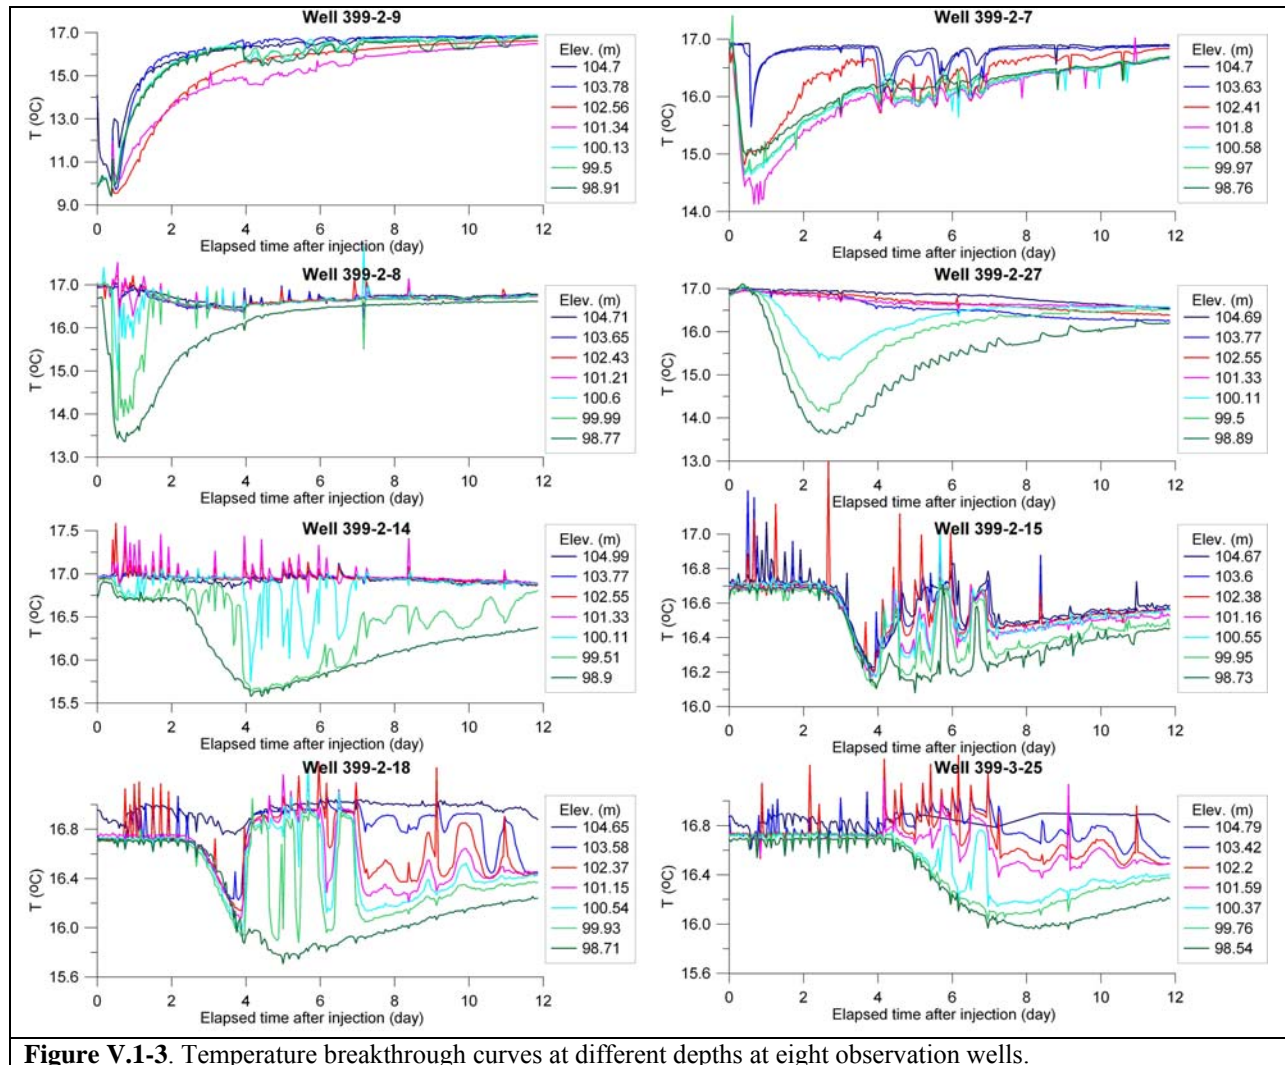 Well 399-2-9
17.0
15.0
13.0
11.0
9.0
T (ºC)
0 2 4 6 8 10 12
Elapsed time after injection (day)
Elev. (m)
104.7
103.78
102.56
101.34
100.13
99.5
98.91
Well 399-2-7
17.0
16.0
15.0
14.0
T (ºC)
0 2 4 6 8 10 12
Elapsed time after injection (day)
Elev. (m)
104.7
103.63
102.41
101.8
100.58
99.97
98.76
Well 399-2-8
17.0
16.0
15.0
14.0
13.0
T (ºC)
0 2 4 6 8 10 12
Elapsed time after injection (day)
Elev. (m)
104.71
103.65
102.43
101.21
100.6
99.99
98.77
Well 399-2-27
17.0
16.0
15.0
14.0
13.0
T (ºC)
0 2 4 6 8 10 12
Elapsed time after injection (day)
Elev. (m)
104.69
103.77
102.55
101.33
100.11
99.5
98.89
Well 399-2-14
17.5
17.0
16.5
16.0
15.5
T (ºC)
0 2 4 6 8 10 12
Elapsed time after injection (day)
Elev. (m)
104.99
103.77
102.55
101.33
100.11
99.51
98.9
Well 399-2-15
17.0
16.8
16.6
16.4
16.2
16.0
T (ºC)
0 2 4 6 8 10 12
Elapsed time after injection (day)
Elev. (m)
104.67
103.6
102.38
101.16
100.55
99.95
98.73
Well 399-2-18
16.8
16.4
16.0
15.6
T (ºC)
0 2 4 6 8 10 12
Elapsed time after injection (day)
Elev. (m)
104.65
103.58
102.37
101.15
100.54
99.93
98.71
Well 399-3-25
16.8
16.4
16.0
15.6
T (ºC)
0 2 4 6 8 10 12
Elapsed time after injection (day)
Elev. (m)
104.79
103.42
102.2
101.59
100.37
99.76
98.54
Figure V.1-3. Temperature breakthrough curves at different depths at eight observation wells.